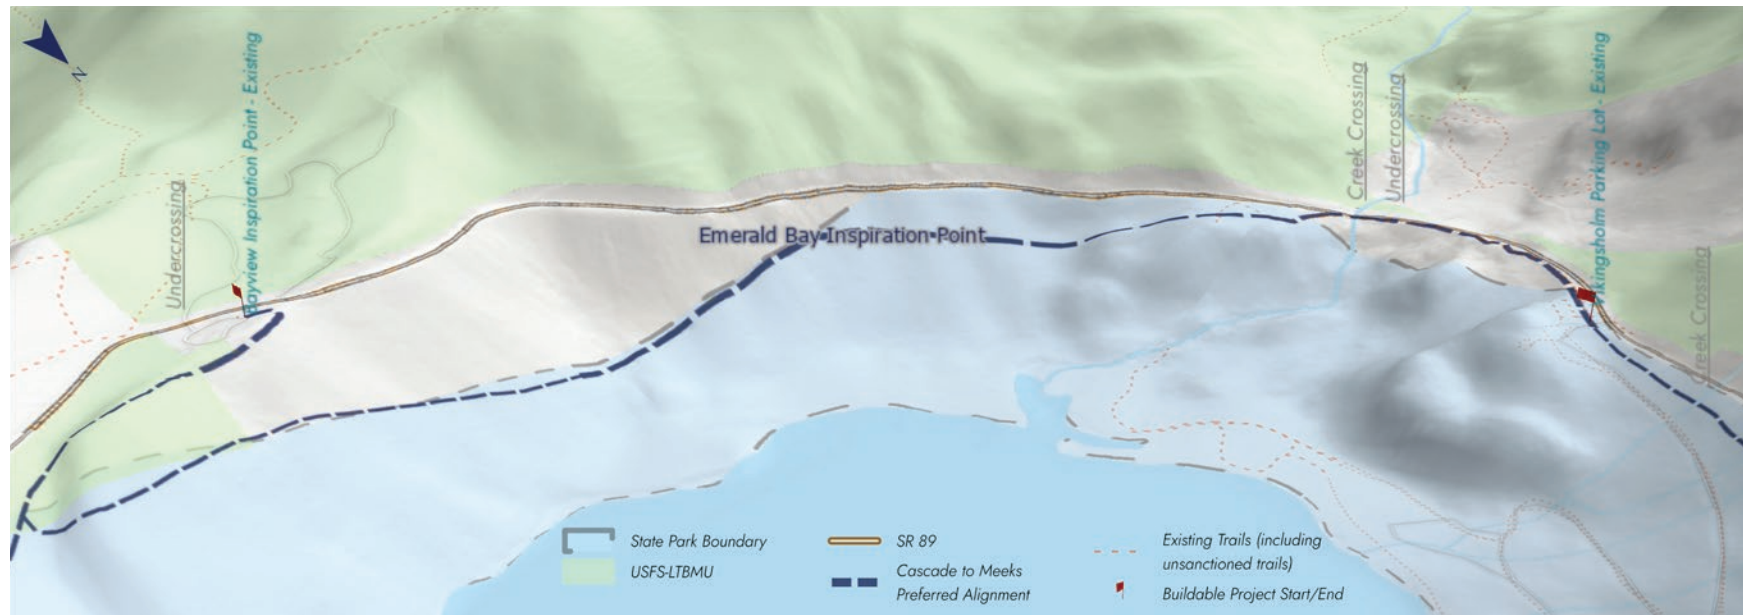 N
Undercrossing
Bayview Inspiration Point - Existing
Emerald Bay Inspiration Point
Creek Crossing
Undercrossing
Vikingsholm Parking Lot - Existing
Creek Crossing
State Park Boundary
USFS-LTBMU
SR 89
Cascade to Meeks
Preferred Alignment
Existing Trails (including
unsanctioned trails)
Buildable Project Start/End